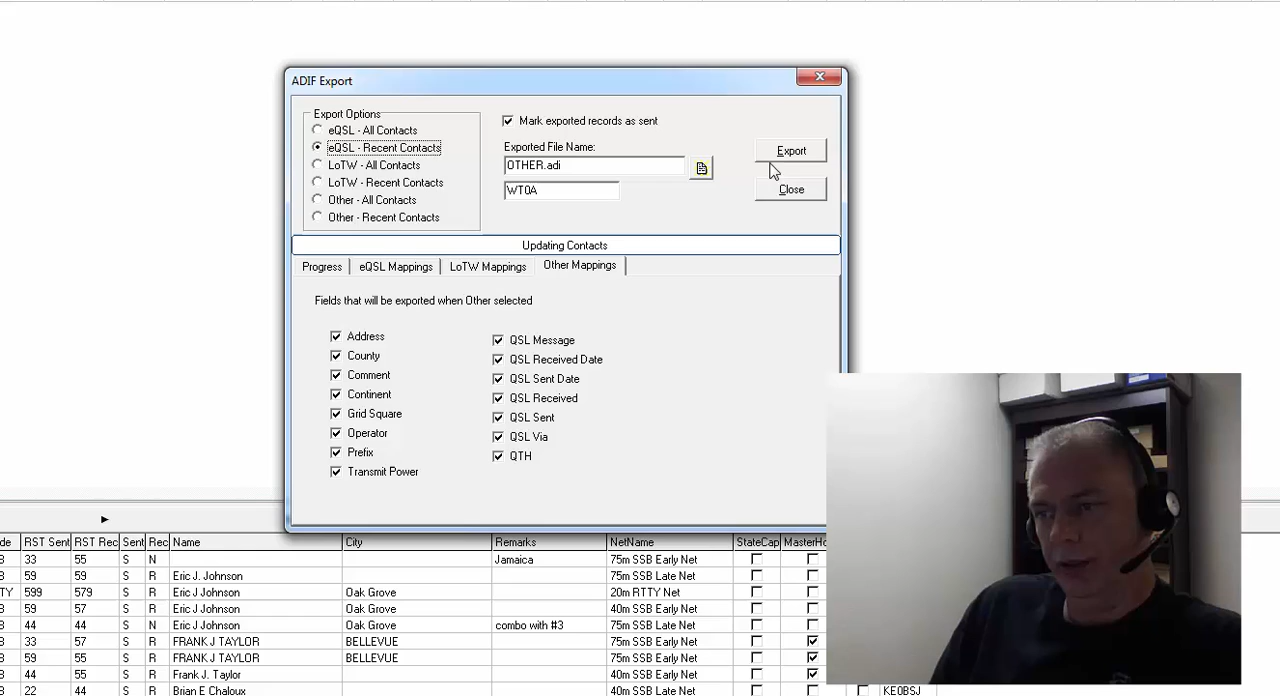 ADIF Export
Export Options
eQSL - All Contacts
eQSL - Recent Contacts
LoTW - All Contacts
LoTW - Recent Contacts
Other - All Contacts
Other - Recent Contacts
Mark exported records as sent
Exported File Name:
OTHER.adi
WT0A
Export
Close
Updating Contacts
Progress eQSL Mappings LoTW Mappings Other Mappings
Fields that will be exported when Other selected
Address
County
Comment
Continent
Grid Square
Operator
Prefix
Transmit Power
QSL Message
QSL Received Date
QSL Sent Date
QSL Received
QSL Sent
QSL Via
QTH
de RST Sent RST Rec Sent Rec Name City Remarks NetName StateCap MasterHo
B 33 55 S N Jamaica 75m SSB Early Net
B 59 59 S R Eric J. Johnson 75m SSB Late Net
TY 599 579 S R Eric J Johnson Oak Grove 20m RTTY Net
B 59 57 S R Eric J Johnson Oak Grove 40m SSB Early Net
B 44 44 S N Eric J Johnson Oak Grove combo with #3 75m SSB Late Net
B 33 57 S R FRANK J TAYLOR BELLEVUE 75m SSB Early Net
B 59 55 S R FRANK J TAYLOR BELLEVUE 75m SSB Early Net
B 44 55 S R Frank J. Taylor 40m SSB Early Net
B 22 44 S R Brian E Chaloux 40m SSB Late Net KE0BSJ